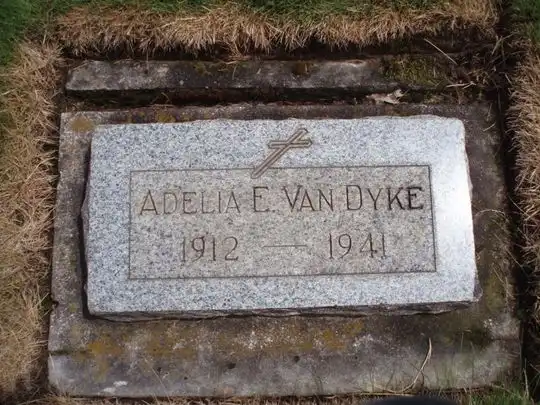 ADELIA E. VAN DYKE
1912 — 1941